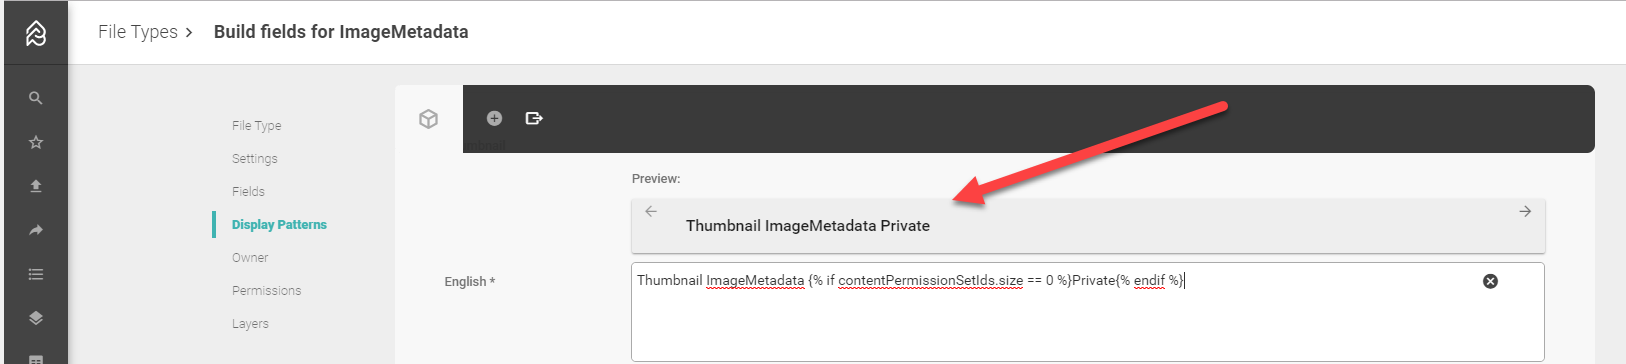 File Types > Build fields for ImageMetadata
File Type
Settings
Fields
Display Patterns
Owner
Permissions
Layers
Preview:
Thumbnail ImageMetadata Private
English *
Thumbnail ImageMetadata {% if contentPermissionSetIds.size == 0 %}Private{% endif %}